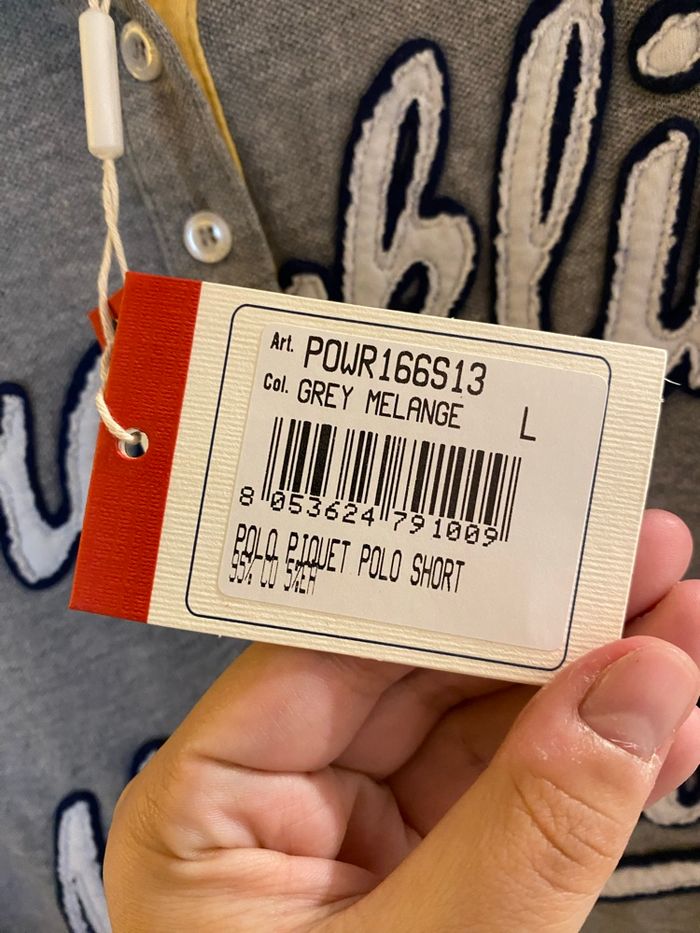 Art. POWR166S13
Col. GREY MELANGE
L
8 053624 791009
POLO PIQUET POLO SHORT
95% CO 5%EA